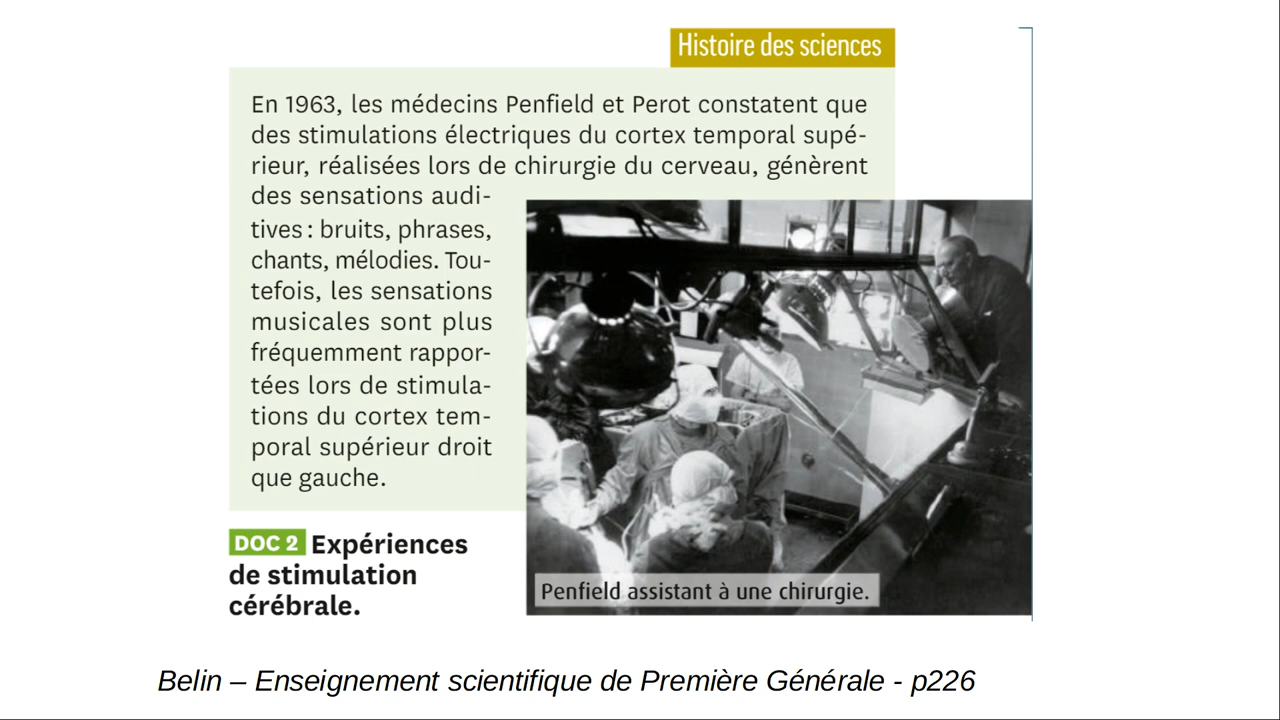 Histoire des sciences
En 1963, les médecins Penfield et Perot constatent que
des stimulations électriques du cortex temporal supé-
rieur, réalisées lors de chirurgie du cerveau, génèrent
des sensations audi-
tives : bruits, phrases,
chants, mélodies. Tou-
tefois, les sensations
musicales sont plus
fréquemment rappor-
tées lors de stimula-
tions du cortex tem-
poral supérieur droit
que gauche.
DOC 2 Expériences
de stimulation
cérébrale.
Penfield assistant à une chirurgie.
Belin – Enseignement scientifique de Première Générale - p226